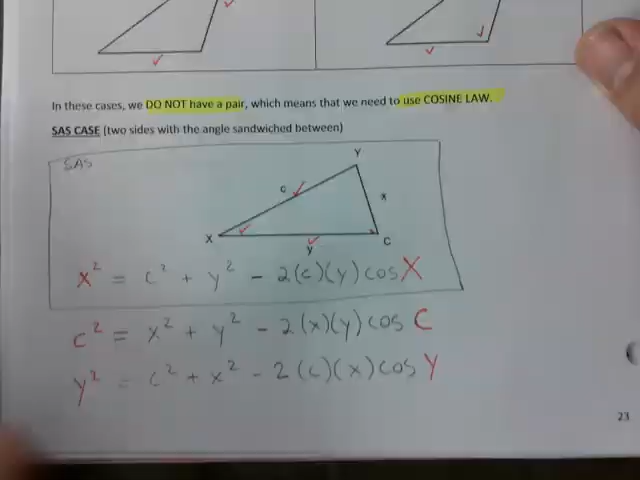 In these cases, we DO NOT have a pair, which means that we need to use COSINE LAW.
SAS CASE (two sides with the angle sandwiched between)
SAS
Y
c
x
X
y
C
x² = c² + y² - 2(c)(y) cos X
c² = x² + y² - 2(x)(y) cos C
y² = c² + x² - 2(c)(x) cos Y
23